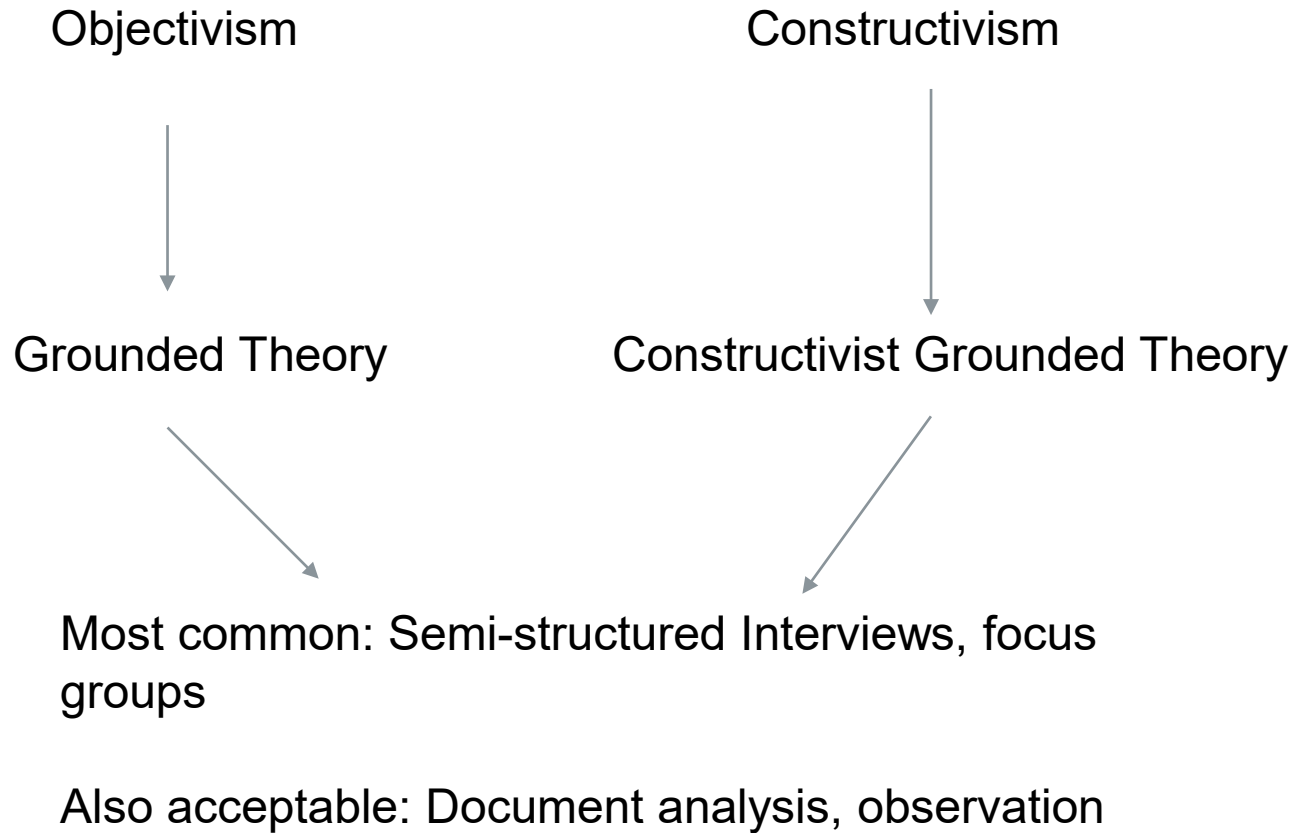 Objectivism
Constructivism
Grounded Theory
Constructivist Grounded Theory
Most common: Semi-structured Interviews, focus
groups
Also acceptable: Document analysis, observation